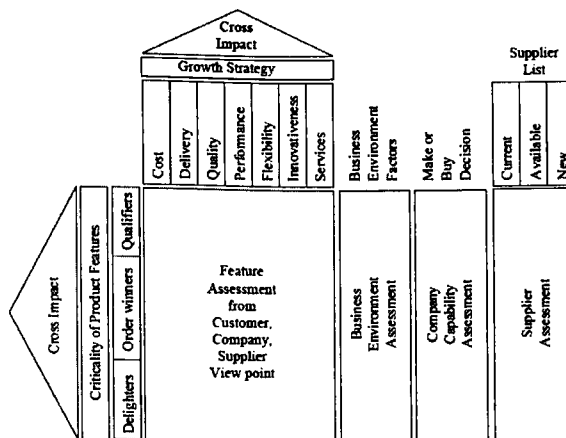 Cross
Impact
Growth Strategy
Supplier
List
Cost
Delivery
Quality
Performance
Flexibility
Innovativeness
Services
Business
Environment
Factors
Make or
Buy
Decision
Current
Available
New
Cross Impact
Criticality of Product Features
Qualifiers
Order winners
Delighters
Feature
Assessment
from
Customer,
Company,
Supplier
View point
Business
Environment
Assessment
Company
Capability
Assessment
Supplier
Assessment